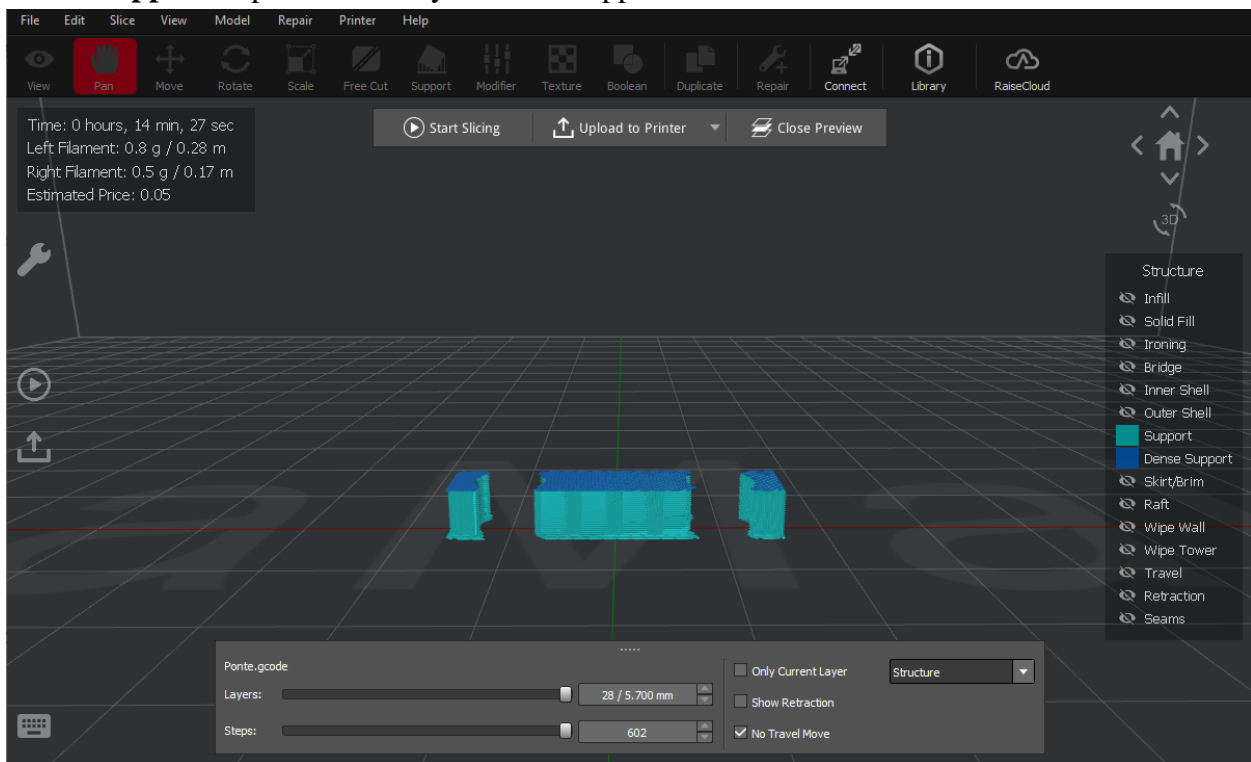 File Edit Slice View Model Repair Printer Help
View Pan Move Rotate Scale Free Cut Support Modifier Texture Boolean Duplicate Repair Connect Library RaiseCloud
Time: 0 hours, 14 min, 27 sec
Left Filament: 0.8 g / 0.28 m
Right Filament: 0.5 g / 0.17 m
Estimated Price: 0.05
Start Slicing Upload to Printer Close Preview
3D
Structure
Infill
Solid Fill
Ironing
Bridge
Inner Shell
Outer Shell
Support
Dense Support
Skirt/Brim
Raft
Wipe Wall
Wipe Tower
Travel
Retraction
Seams
Ponte.gcode
Layers: 28 / 5.700 mm
Steps: 602
Only Current Layer Structure
Show Retraction
No Travel Move